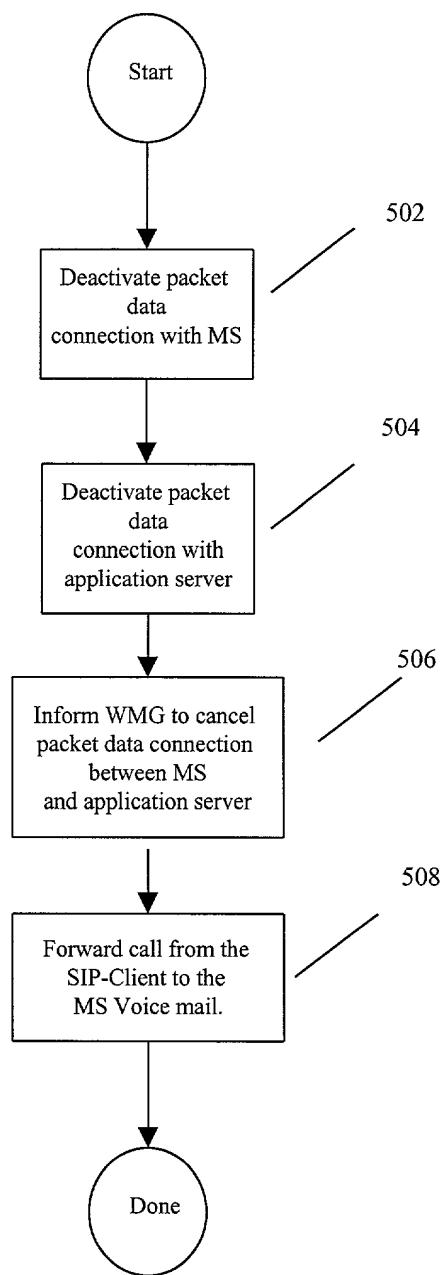 Start
502
Deactivate packet
data
connection with MS
504
Deactivate packet
data
connection with
application server
506
Inform WMG to cancel
packet data connection
between MS
and application server
508
Forward call from the
SIP-Client to the
MS Voice mail.
Done